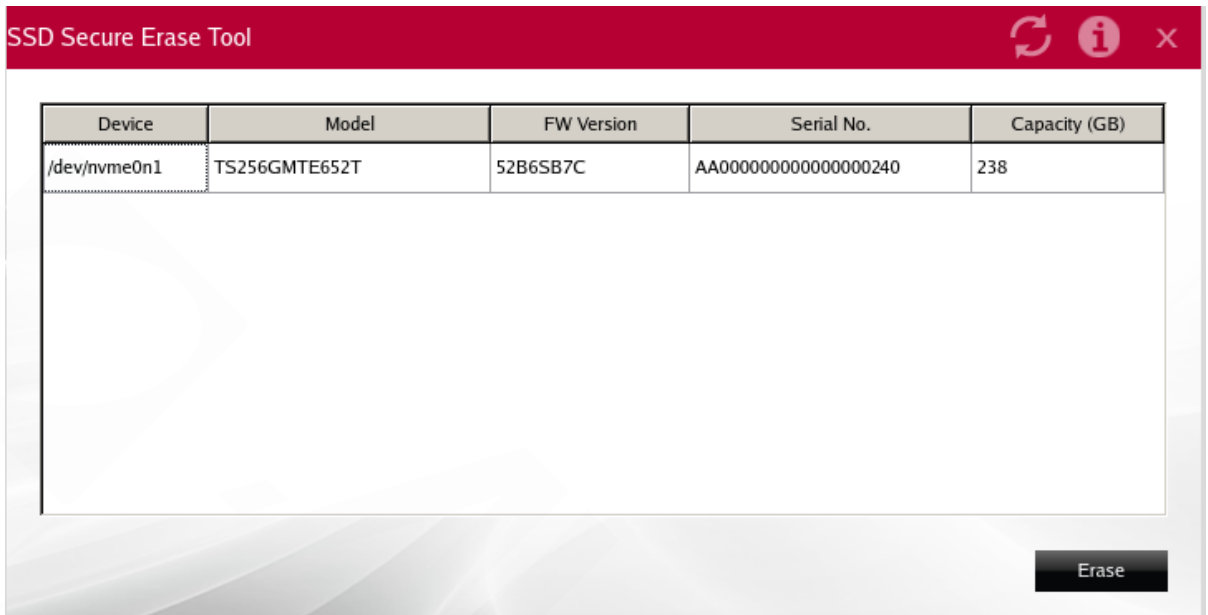 SSD Secure Erase Tool
Device Model FW Version Serial No. Capacity (GB)
/dev/nvme0n1 TS256GMTE652T 52B6SB7C AA000000000000000240 238
Erase